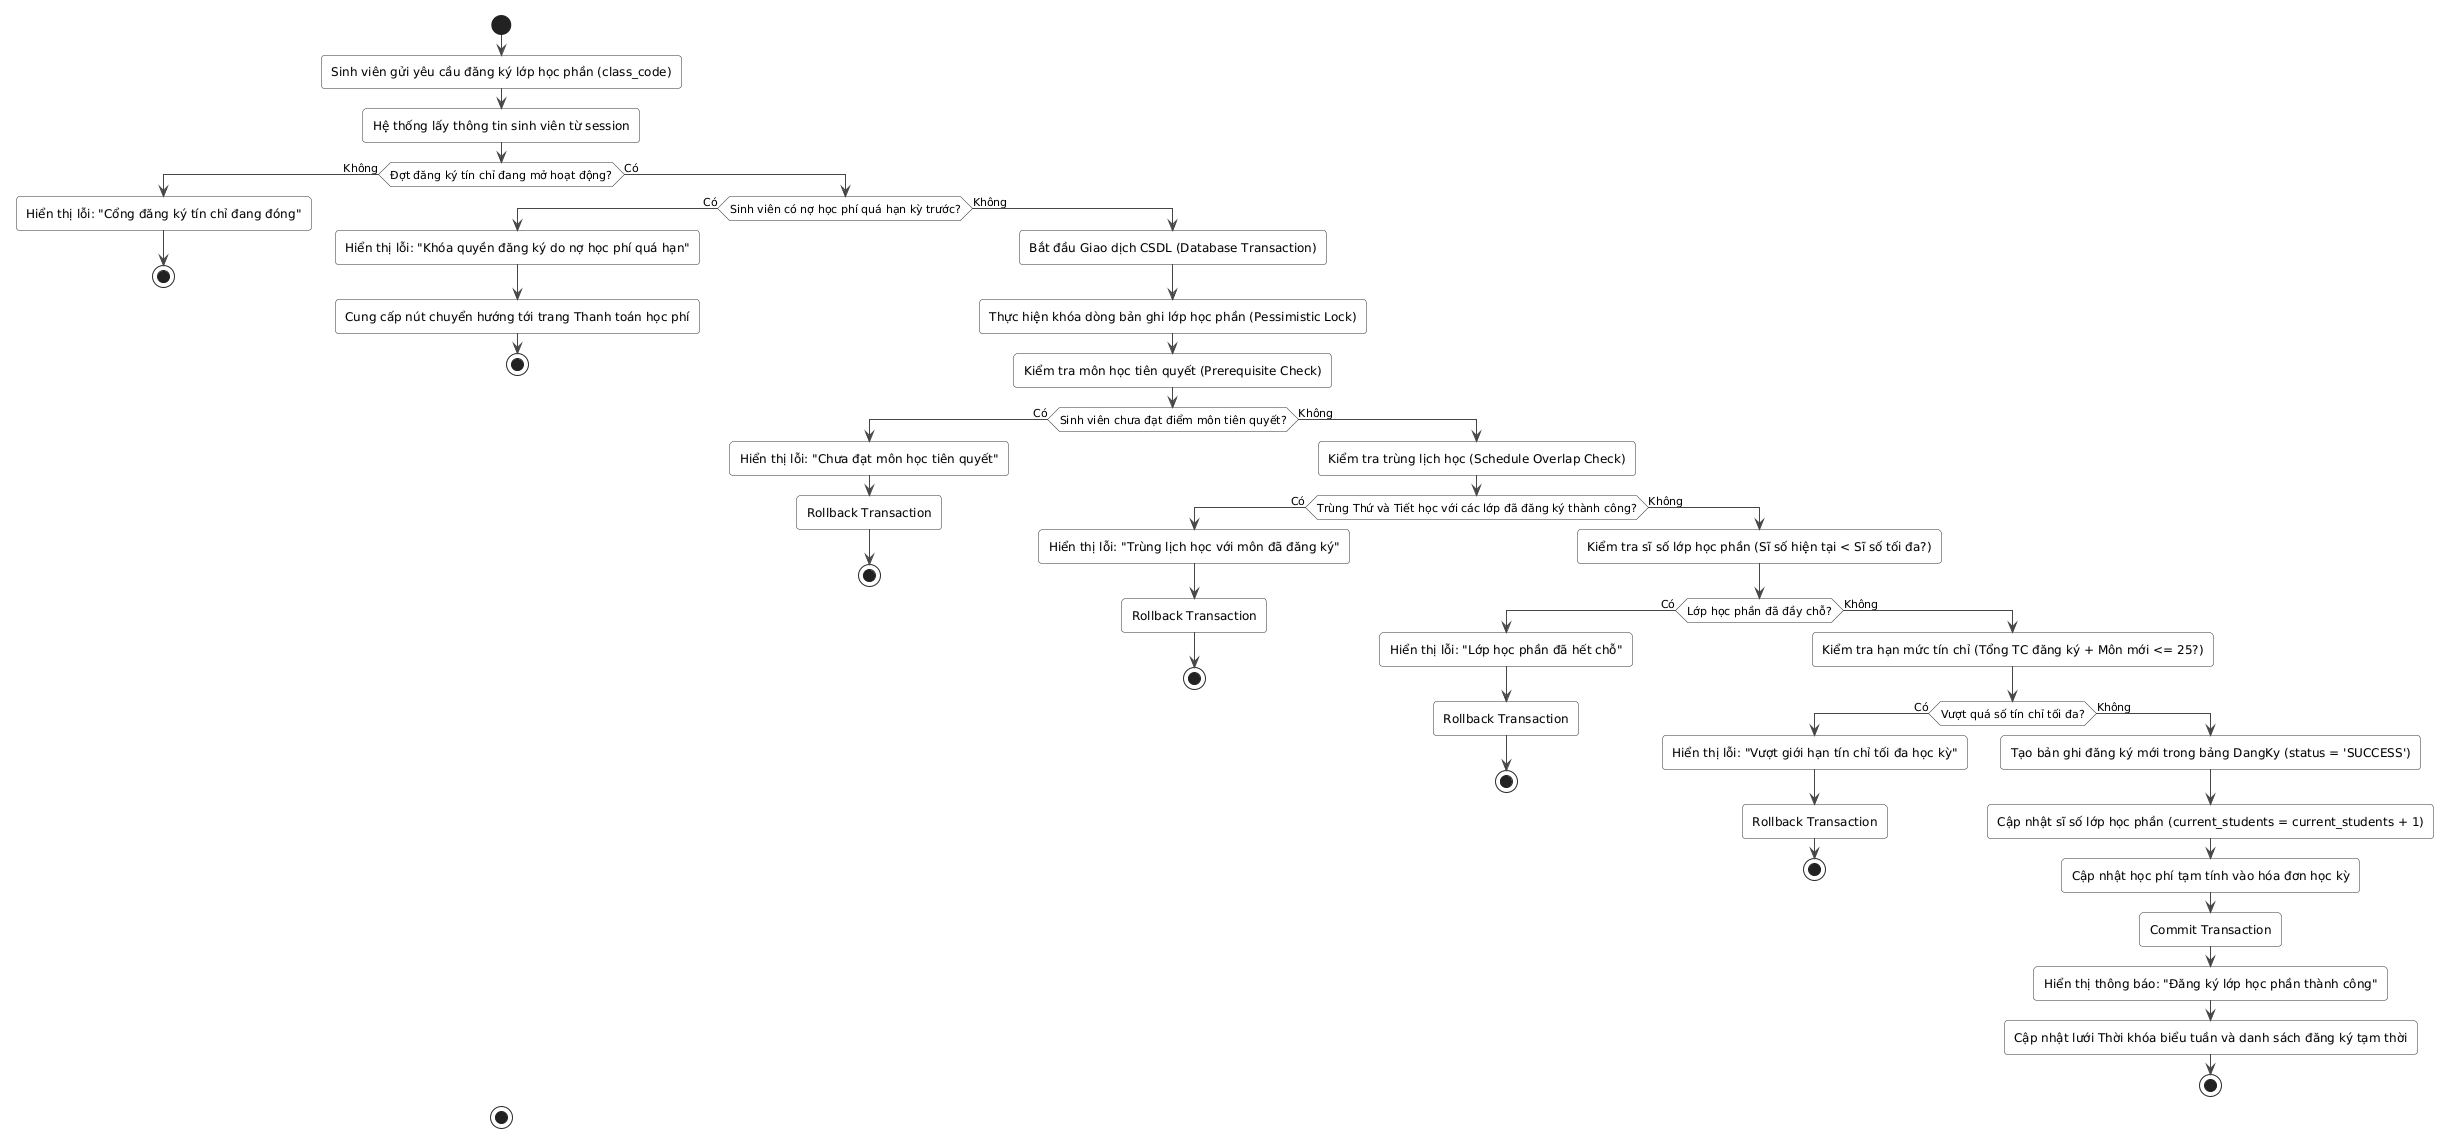 Sinh viên gửi yêu cầu đăng ký lớp học phần (class_code)
Hệ thống lấy thông tin sinh viên từ session
Không
Đợt đăng ký tín chỉ đang mở hoạt động?
Có
Hiển thị lỗi: "Cổng đăng ký tín chỉ đang đóng"
Có
Sinh viên có nợ học phí quá hạn kỳ trước?
Không
Hiển thị lỗi: "Khóa quyền đăng ký do nợ học phí quá hạn"
Cung cấp nút chuyển hướng tới trang Thanh toán học phí
Bắt đầu Giao dịch CSDL (Database Transaction)
Thực hiện khóa dòng bản ghi lớp học phần (Pessimistic Lock)
Kiểm tra môn học tiên quyết (Prerequisite Check)
Có
Sinh viên chưa đạt điểm môn tiên quyết?
Không
Hiển thị lỗi: "Chưa đạt môn học tiên quyết"
Rollback Transaction
Kiểm tra trùng lịch học (Schedule Overlap Check)
Có
Trùng Thứ và Tiết học với các lớp đã đăng ký thành công?
Không
Hiển thị lỗi: "Trùng lịch học với môn đã đăng ký"
Rollback Transaction
Kiểm tra sĩ số lớp học phần (Sĩ số hiện tại < Sĩ số tối đa?)
Có
Lớp học phần đã đầy chỗ?
Không
Hiển thị lỗi: "Lớp học phần đã hết chỗ"
Rollback Transaction
Kiểm tra hạn mức tín chỉ (Tổng TC đăng ký + Môn mới <= 25?)
Có
Vượt quá số tín chỉ tối đa?
Không
Hiển thị lỗi: "Vượt giới hạn tín chỉ tối đa học kỳ"
Rollback Transaction
Tạo bản ghi đăng ký mới trong bảng DangKy (status = 'SUCCESS')
Cập nhật sĩ số lớp học phần (current_students = current_students + 1)
Cập nhật học phí tạm tính vào hóa đơn học kỳ
Commit Transaction
Hiển thị thông báo: "Đăng ký lớp học phần thành công"
Cập nhật lưới Thời khóa biểu tuần và danh sách đăng ký tạm thời